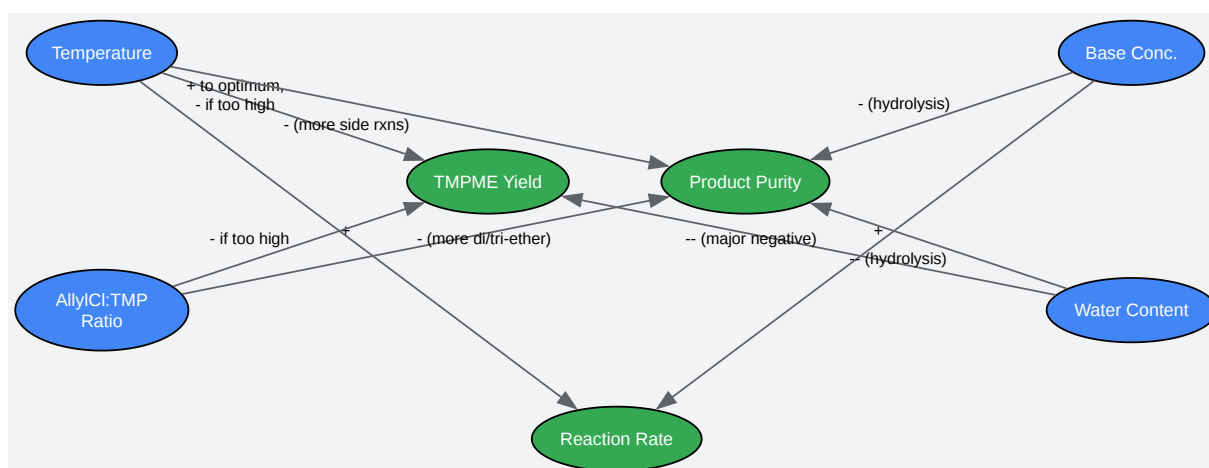 Temperature
Base Conc.
+ to optimum,
- if too high
- (hydrolysis)
- (more side rxns)
TMPME Yield
Product Purity
- if too high
+
- (more di/tri-ether)
-- (major negative)
+
-- (hydrolysis)
AllylCl:TMP
Ratio
Water Content
Reaction Rate